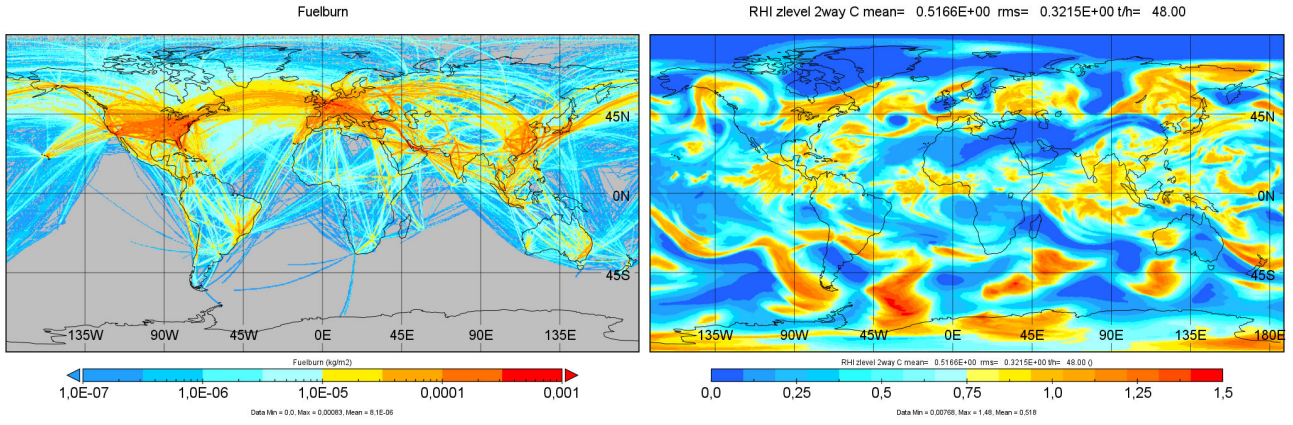 Fuelburn
45N
0N
45S
135W 90W 45W 0E 45E 90E 135E
Fuelburn (kg/m2)
1,0E-07 1,0E-06 1,0E-05 0,0001 0,001
Data Min = 0,0, Max = 0,00083, Mean = 8,1E-06
RHI zlevel 2way C mean= 0.5166E+00 rms= 0.3215E+00 t/h= 48.00
45N
0N
45S
135W 90W 45W 0E 45E 90E 135E 180E
RHI zlevel 2way C mean= 0.5166E+00 rms= 0.3215E+00 t/h= 48.00 ()
0,0 0,25 0,5 0,75 1,0 1,25 1,5
Data Min = 0,00768, Max = 1,48, Mean = 0,518